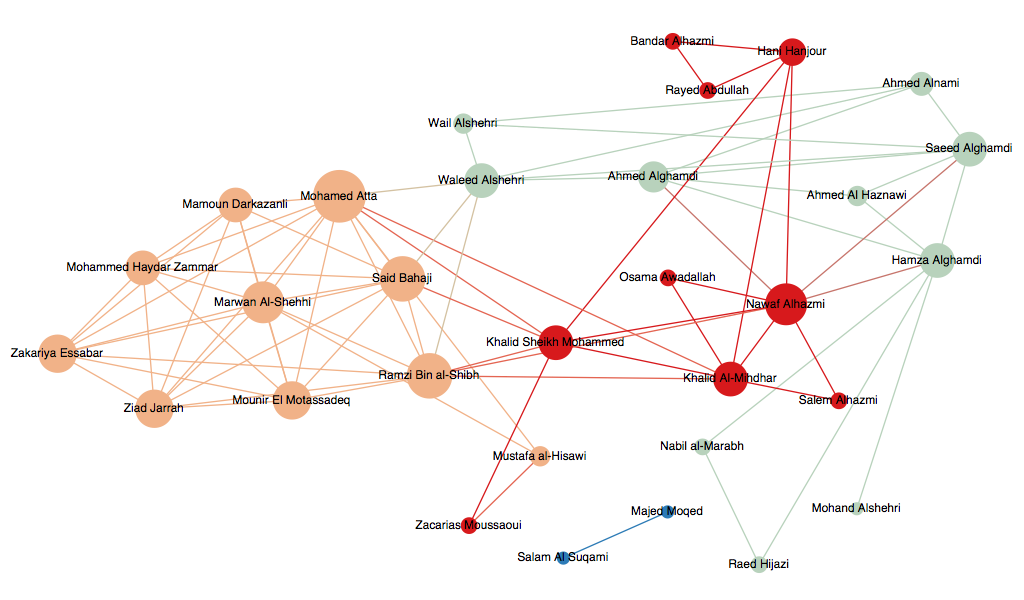 Bandar Alhazmi
Hani Hanjour
Ahmed Alnami
Rayed Abdullah
Wail Alshehri
Saeed Alghamdi
Ahmed Alghamdi
Waleed Alshehri
Mohamed Atta
Ahmed Al Haznawi
Mamoun Darkazanli
Hamza Alghamdi
Mohammed Haydar Zammar
Said Bahaji
Osama Awadallah
Marwan Al-Shehhi
Nawaf Alhazmi
Khalid Sheikh Mohammed
Zakariya Essabar
Ramzi Bin al-Shibh
Khalid Al-Mihdhar
Mounir El Motassadeq
Salem Alhazmi
Ziad Jarrah
Nabil al-Marabh
Mustafa al-Hisawi
Mohand Alshehri
Majed Moqed
Zacarias Moussaoui
Salam Al Suqami
Raed Hijazi